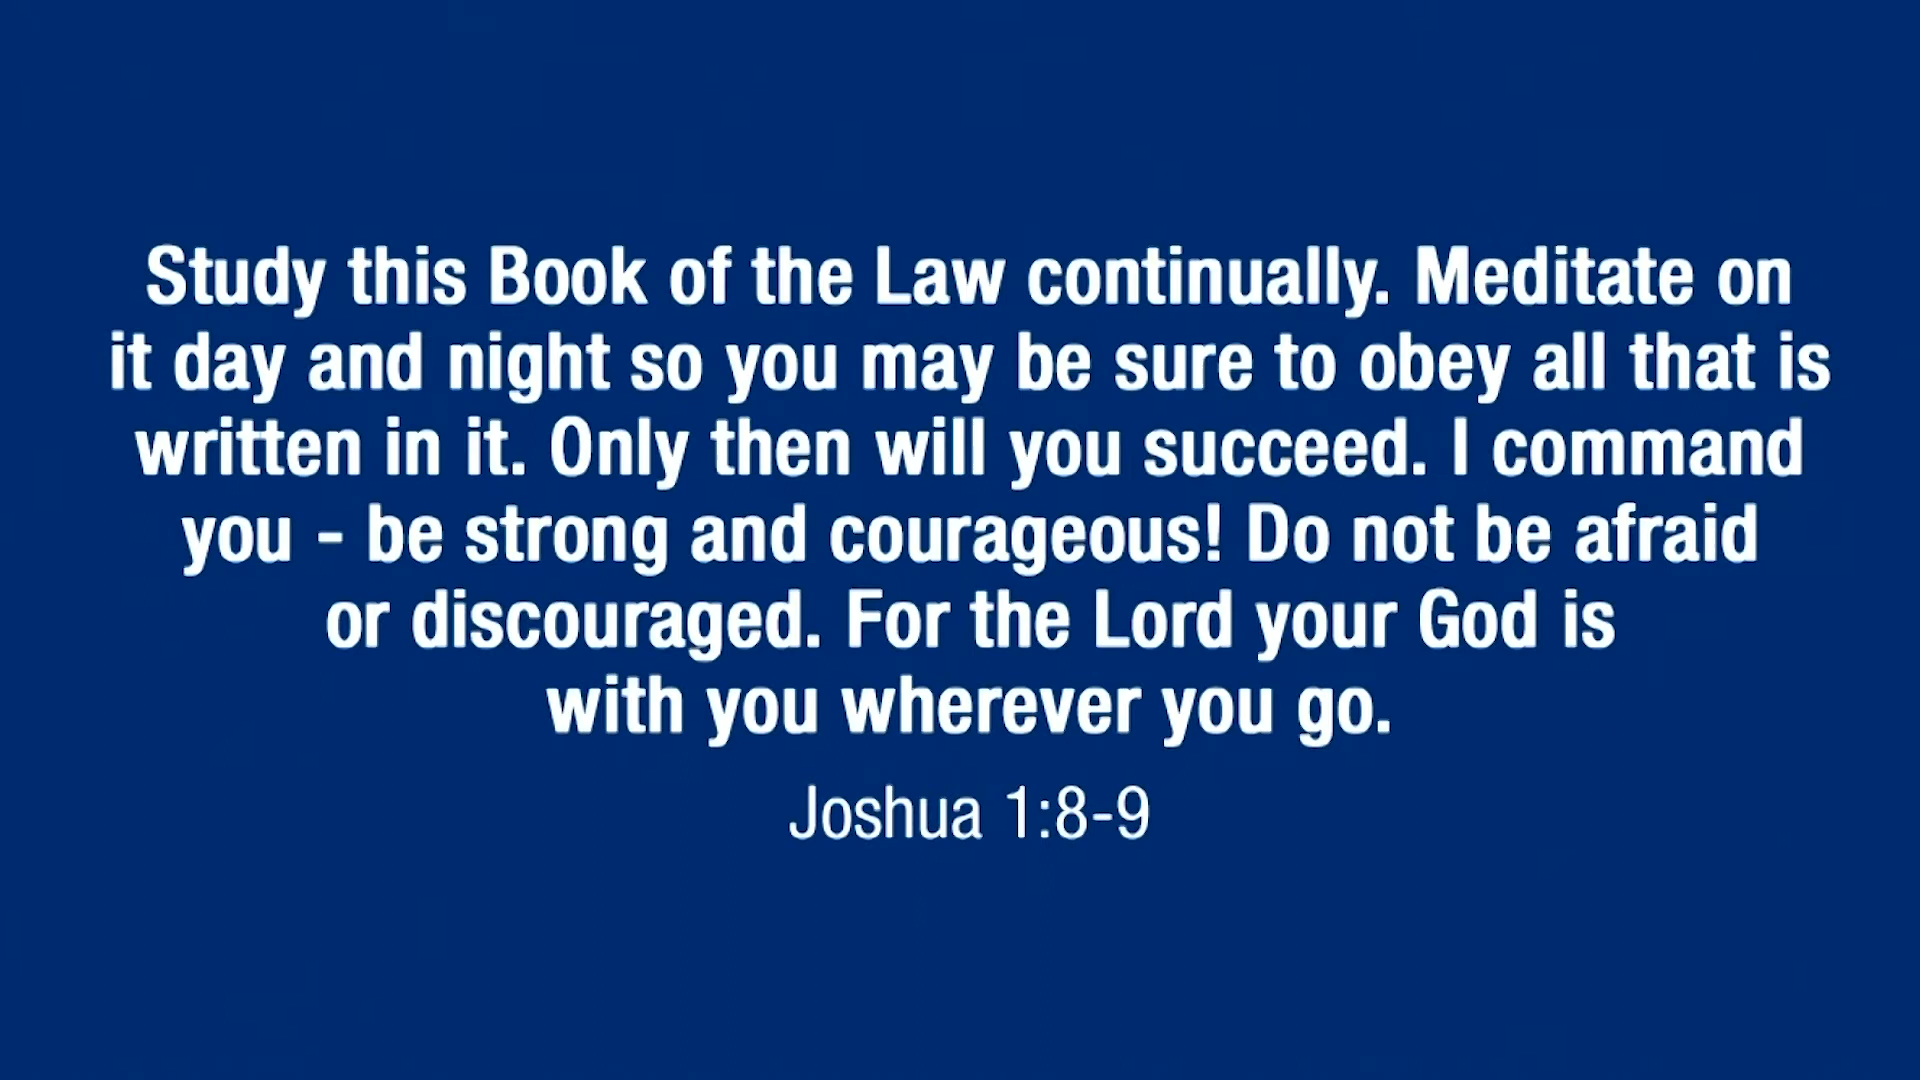 Study this Book of the Law continually. Meditate on
it day and night so you may be sure to obey all that is
written in it. Only then will you succeed. I command
you - be strong and courageous! Do not be afraid
or discouraged. For the Lord your God is
with you wherever you go.
Joshua 1:8-9